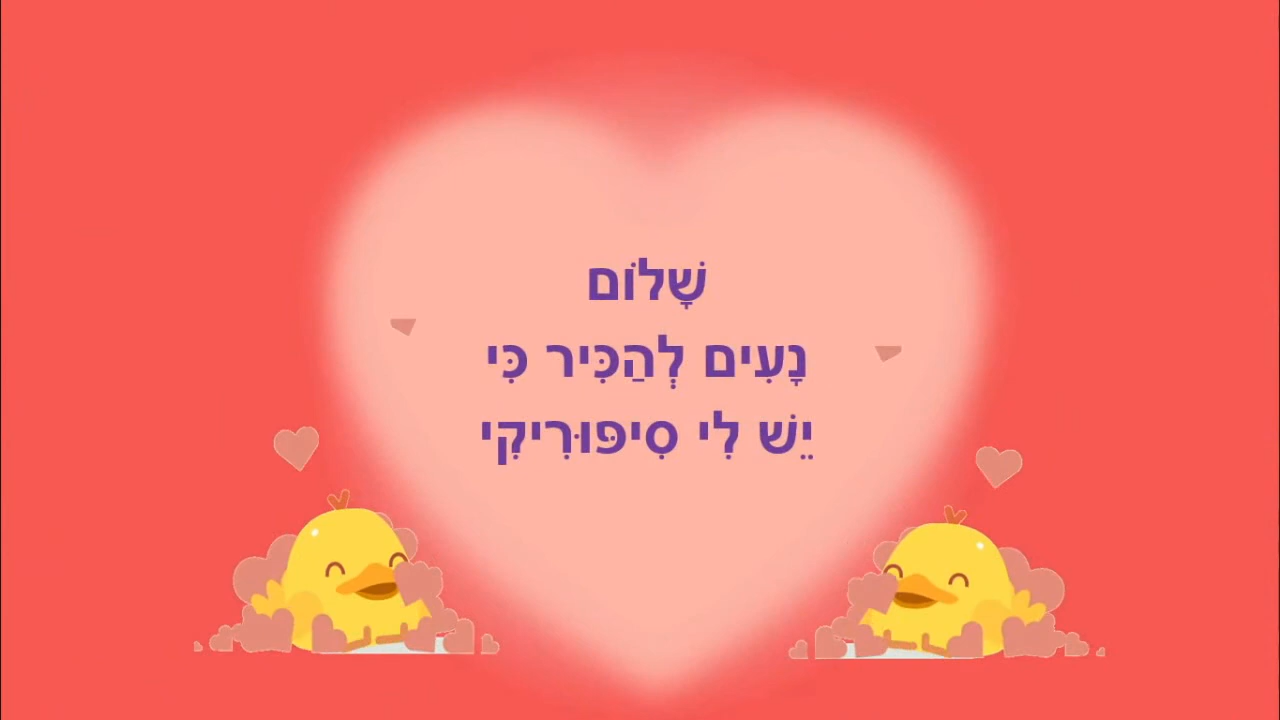 שָׁלוֹם
נָעִים לְהַכִּיר כִּי
יֵשׁ לִי סִיפּוּרִיקִי